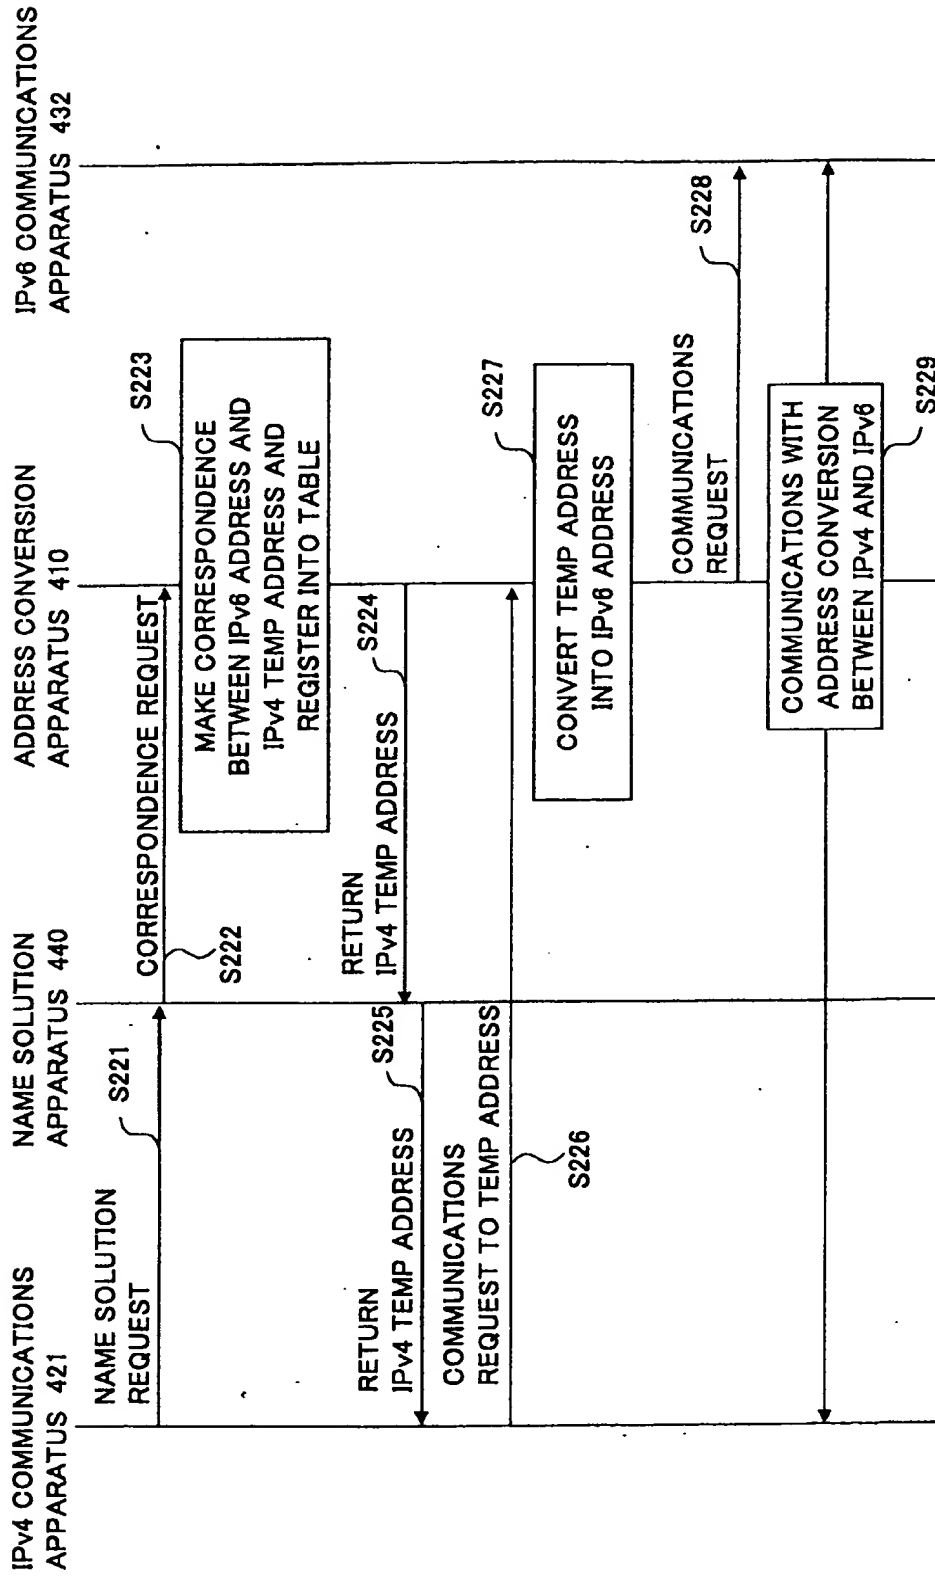 IPv4 COMMUNICATIONS
APPARATUS 421
NAME SOLUTION
APPARATUS 440
ADDRESS CONVERSION
APPARATUS 410
IPv6 COMMUNICATIONS
APPARATUS 432
NAME SOLUTION
REQUEST
S221
CORRESPONDENCE REQUEST
S222
S223
MAKE CORRESPONDENCE
BETWEEN IPv6 ADDRESS AND
IPv4 TEMP ADDRESS AND
REGISTER INTO TABLE
RETURN
IPv4 TEMP ADDRESS
S224
RETURN
IPv4 TEMP ADDRESS
S225
COMMUNICATIONS
REQUEST TO TEMP ADDRESS
S226
S227
CONVERT TEMP ADDRESS
INTO IPv6 ADDRESS
COMMUNICATIONS
REQUEST
S228
COMMUNICATIONS WITH
ADDRESS CONVERSION
BETWEEN IPv4 AND IPv6
S229